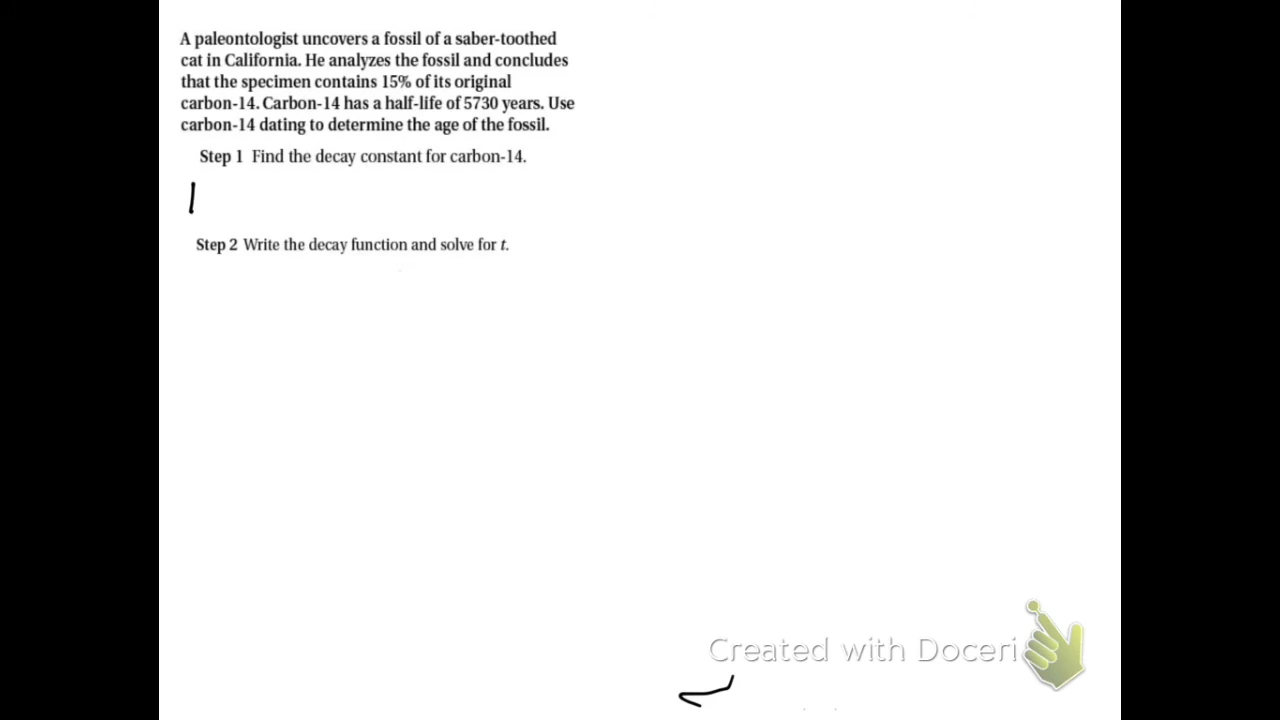 A paleontologist uncovers a fossil of a saber-toothed
cat in California. He analyzes the fossil and concludes
that the specimen contains 15% of its original
carbon-14. Carbon-14 has a half-life of 5730 years. Use
carbon-14 dating to determine the age of the fossil.
Step 1 Find the decay constant for carbon-14.
Step 2 Write the decay function and solve for t.
Created with Doceri